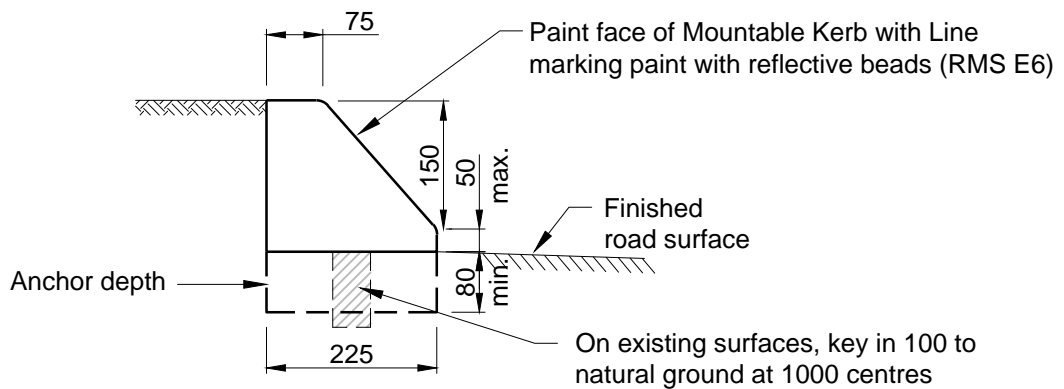 75
Paint face of Mountable Kerb with Line
marking paint with reflective beads (RMS E6)
150
50
max.
Finished
road surface
Anchor depth
80
min.
225
On existing surfaces, key in 100 to
natural ground at 1000 centres